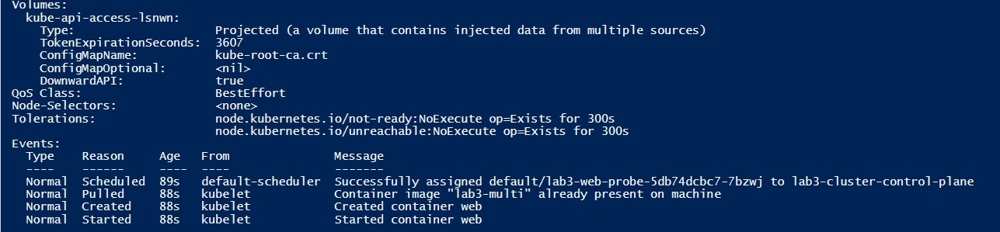 Volumes:
  kube-api-access-lsnwn:
    Type:                    Projected (a volume that contains injected data from multiple sources)
    TokenExpirationSeconds:  3607
    ConfigMapName:           kube-root-ca.crt
    ConfigMapOptional:       <nil>
    DownwardAPI:             true
QoS Class:                   BestEffort
Node-Selectors:              <none>
Tolerations:                 node.kubernetes.io/not-ready:NoExecute op=Exists for 300s
                             node.kubernetes.io/unreachable:NoExecute op=Exists for 300s
Events:
  Type    Reason     Age   From               Message
  ----    ------     ----  ----               -------
  Normal  Scheduled  89s   default-scheduler  Successfully assigned default/lab3-web-probe-5db74dcbc7-7bzwj to lab3-cluster-control-plane
  Normal  Pulled     88s   kubelet            Container image "lab3-multi" already present on machine
  Normal  Created    88s   kubelet            Created container web
  Normal  Started    88s   kubelet            Started container web